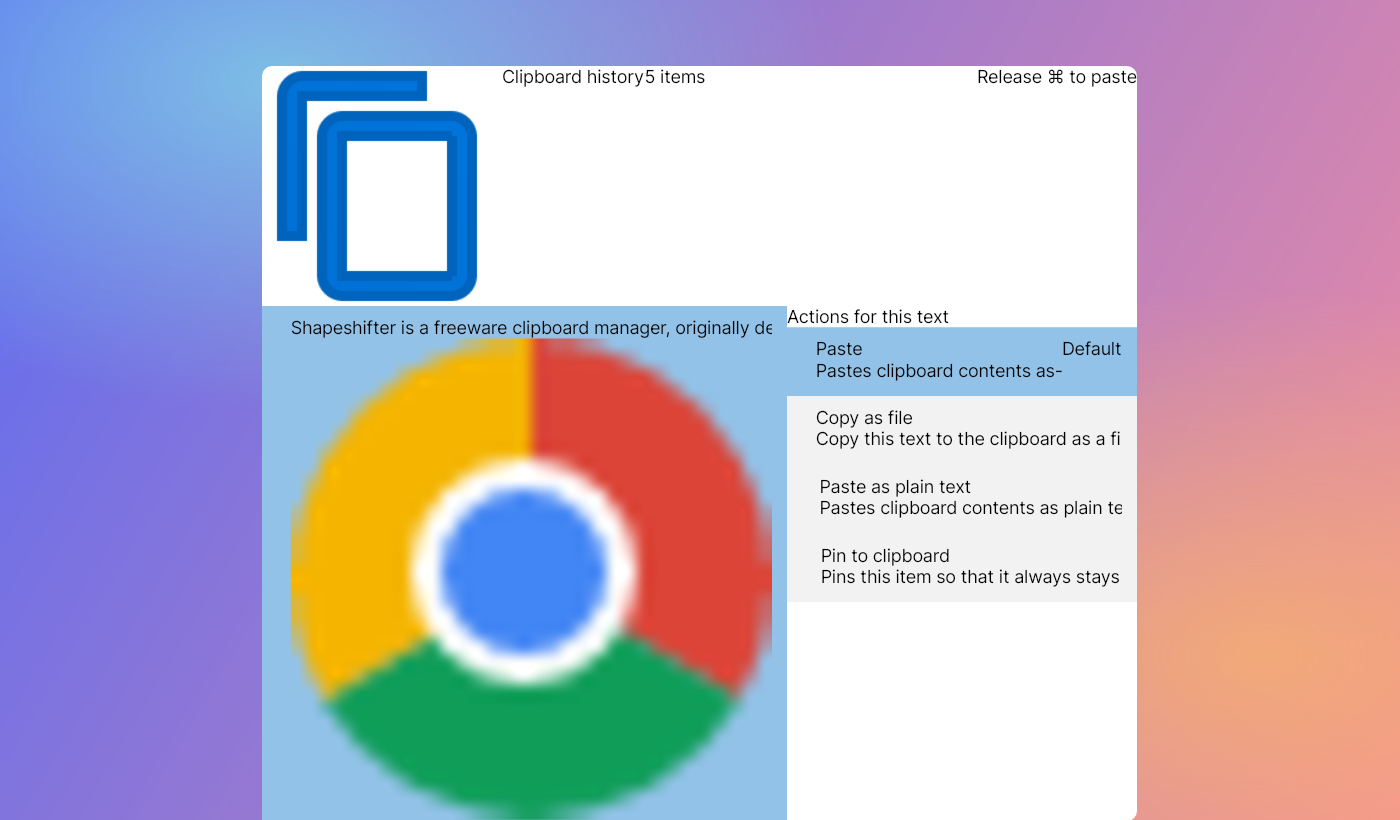 Clipboard history5 items
Release ⌘ to paste
Shapeshifter is a freeware clipboard manager, originally de
Actions for this text
Paste
Default
Pastes clipboard contents as-
Copy as file
Copy this text to the clipboard as a fi
Paste as plain text
Pastes clipboard contents as plain te
Pin to clipboard
Pins this item so that it always stays